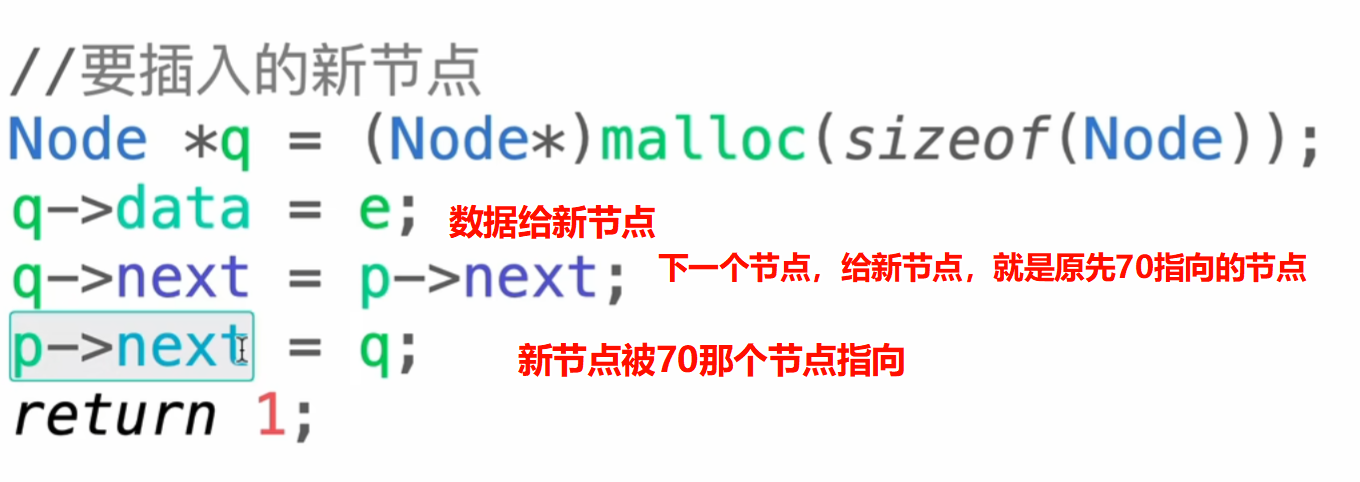 //要插入的新节点
Node *q = (Node*)malloc(sizeof(Node));
q->data = e; 数据给新节点
q->next = p->next; 下一个节点，给新节点，就是原先70指向的节点
p->next = q; 新节点被70那个节点指向
return 1;